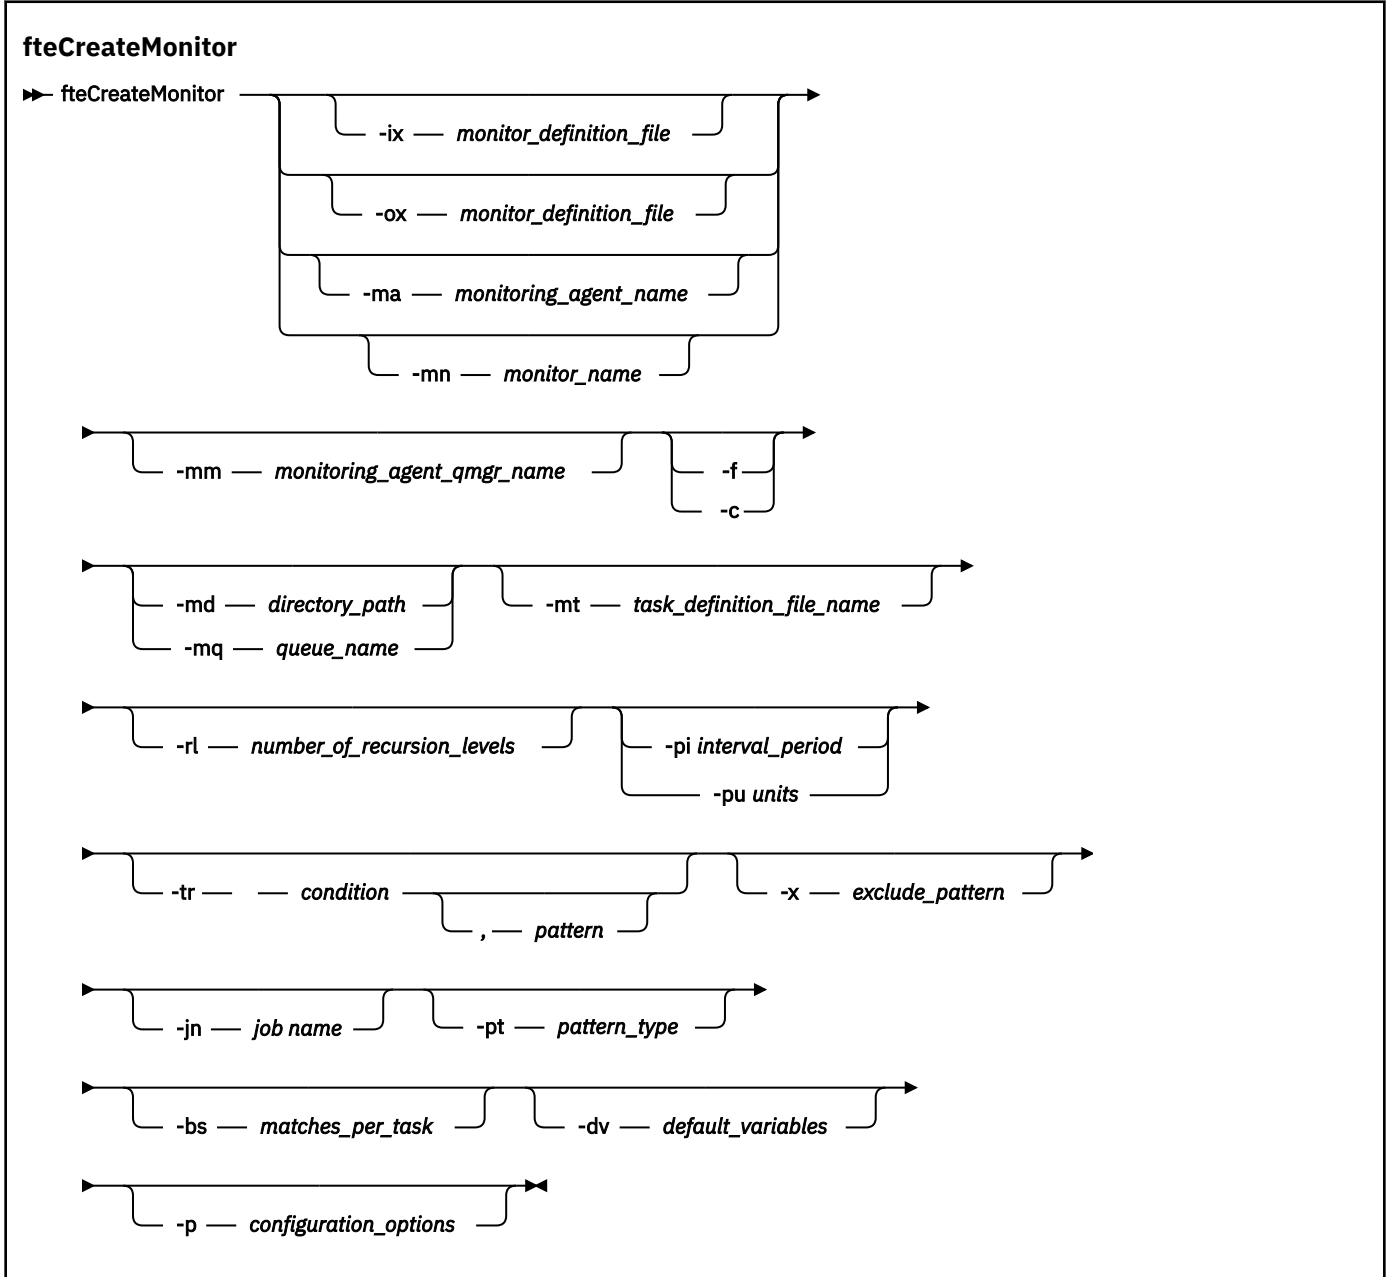 fteCreateMonitor
fteCreateMonitor
-ix monitor_definition_file
-ox monitor_definition_file
-ma monitoring_agent_name
-mn monitor_name
-mm monitoring_agent_qmgr_name -f
-c
-md directory_path -mt task_definition_file_name
-mq queue_name
-rl number_of_recursion_levels -pi interval_period
-pu units
-tr condition -x exclude_pattern
, pattern
-jn job name -pt pattern_type
-bs matches_per_task -dv default_variables
-p configuration_options